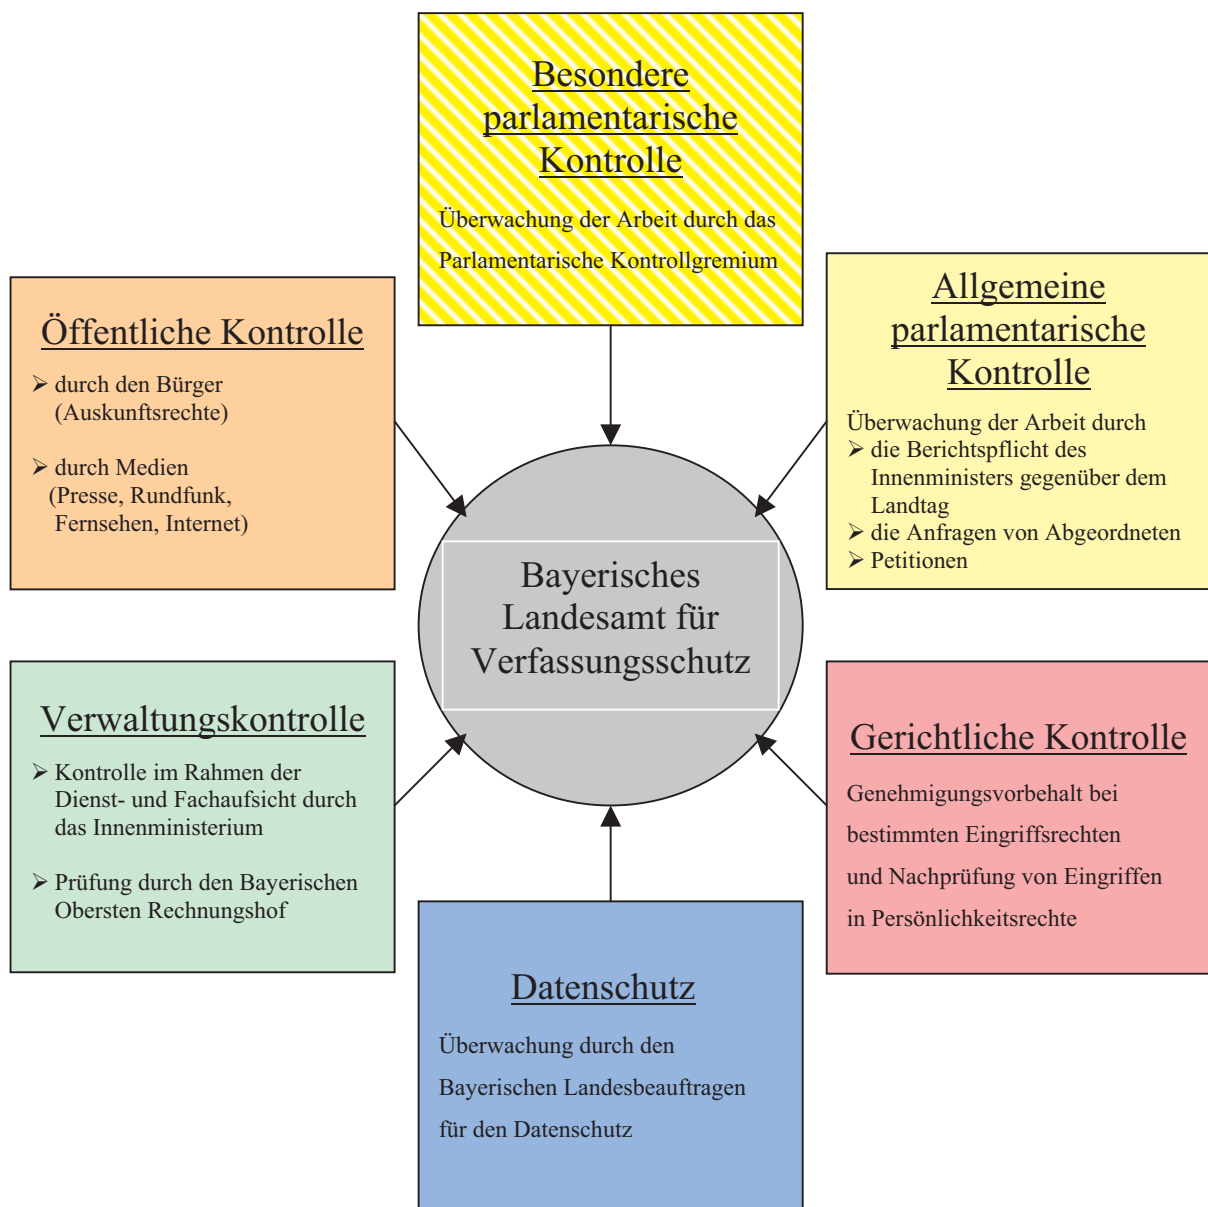 Besondere
parlamentarische
Kontrolle
Überwachung der Arbeit durch das
Parlamentarische Kontrollgremium
Öffentliche Kontrolle
➢ durch den Bürger
(Auskunftsrechte)
➢ durch Medien
(Presse, Rundfunk,
Fernsehen, Internet)
Allgemeine
parlamentarische
Kontrolle
Überwachung der Arbeit durch
➢ die Berichtspflicht des
Innenministers gegenüber dem
Landtag
➢ die Anfragen von Abgeordneten
➢ Petitionen
Bayerisches
Landesamt für
Verfassungsschutz
Verwaltungskontrolle
➢ Kontrolle im Rahmen der
Dienst- und Fachaufsicht durch
das Innenministerium
➢ Prüfung durch den Bayerischen
Obersten Rechnungshof
Gerichtliche Kontrolle
Genehmigungsvorbehalt bei
bestimmten Eingriffsrechten
und Nachprüfung von Eingriffen
in Persönlichkeitsrechte
Datenschutz
Überwachung durch den
Bayerischen Landesbeauftragen
für den Datenschutz